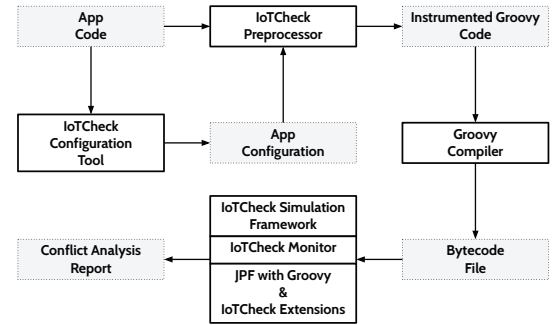 App
Code
IoTCheck
Preprocessor
Instrumented Groovy
Code
IoTCheck
Configuration
Tool
App
Configuration
Groovy
Compiler
IoTCheck Simulation
Framework
IoTCheck Monitor
JPF with Groovy
&
IoTCheck Extensions
Conflict Analysis
Report
Bytecode
File